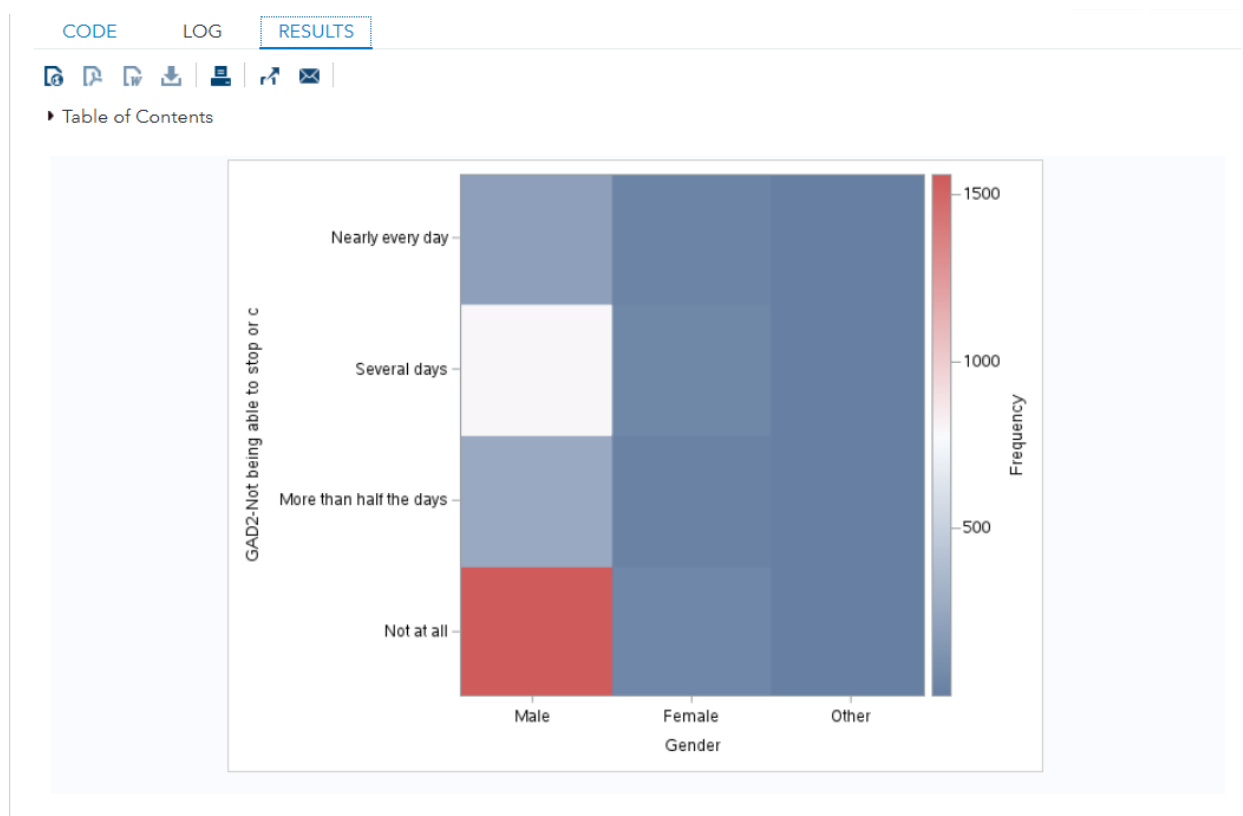 CODE LOG RESULTS
Table of Contents
Nearly every day
Several days
More than half the days
Not at all
GAD2-Not being able to stop or c
Male Female Other
Gender
1500
1000
500
Frequency